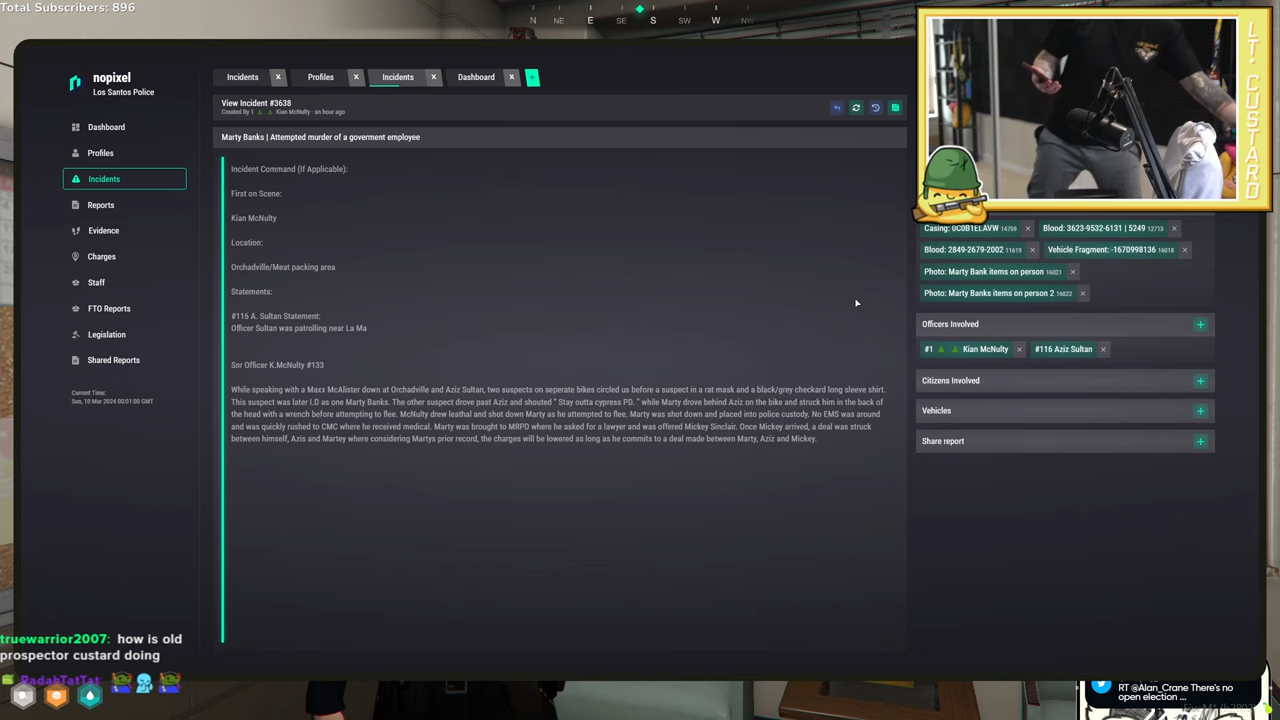 Total Subscribers: 896
N NE E SE S SW W NW
LT. CUSTARD
nopixel
Los Santos Police
Incidents x Profiles x Incidents x Dashboard x +
Dashboard
Profiles
Incidents
Reports
Evidence
Charges
Staff
FTO Reports
Legislation
Shared Reports
Current Time:
Sun, 10 Mar 2024 00:01:00 GMT
View Incident #3638
Created By 1 Kian McNulty - an hour ago
Marty Banks | Attempted murder of a goverment employee
Incident Command (If Applicable):
First on Scene:
Kian McNulty
Location:
Orchadville/Meat packing area
Statements:
#116 A. Sultan Statement:
Officer Sultan was patrolling near La Ma
Snr Officer K.McNulty #133
While speaking with a Maxx McAlister down at Orchadville and Aziz Sultan, two suspects on seperate bikes circled us before a suspect in a rat mask and a black/grey checkard long sleeve shirt.
This suspect was later I.D as one Marty Banks. The other suspect drove past Aziz and shouted " Stay outta cypress PD. " while Marty drove behind Aziz on the bike and struck him in the back of
the head with a wrench before attempting to flee. McNulty drew leathal and shot down Marty as he attempted to flee. Marty was shot down and placed into police custody. No EMS was around
and was quickly rushed to CMC where he received medical. Marty was brought to MRPD where he asked for a lawyer and was offered Mickey Sinclair. Once Mickey arrived, a deal was struck
between himself, Azis and Martey where considering Martys prior record, the charges will be lowered as long as he commits to a deal made between Marty, Aziz and Mickey.
Casing: 0C0B1ELAVW 14759 x Blood: 3623-9532-6131 | 5249 12713 x
Blood: 2849-2679-2002 11619 x Vehicle Fragment: -1670998136 16018 x
Photo: Marty Bank items on person 16021 x
Photo: Marty Banks items on person 2 16022 x
Officers Involved +
#1 Kian McNulty x #116 Aziz Sultan x
Citizens Involved +
Vehicles +
Share report +
truewarrior2007: how is old
prospector custard doing
RadahTatTat
RT @Alan_Crane There's no
open election ...